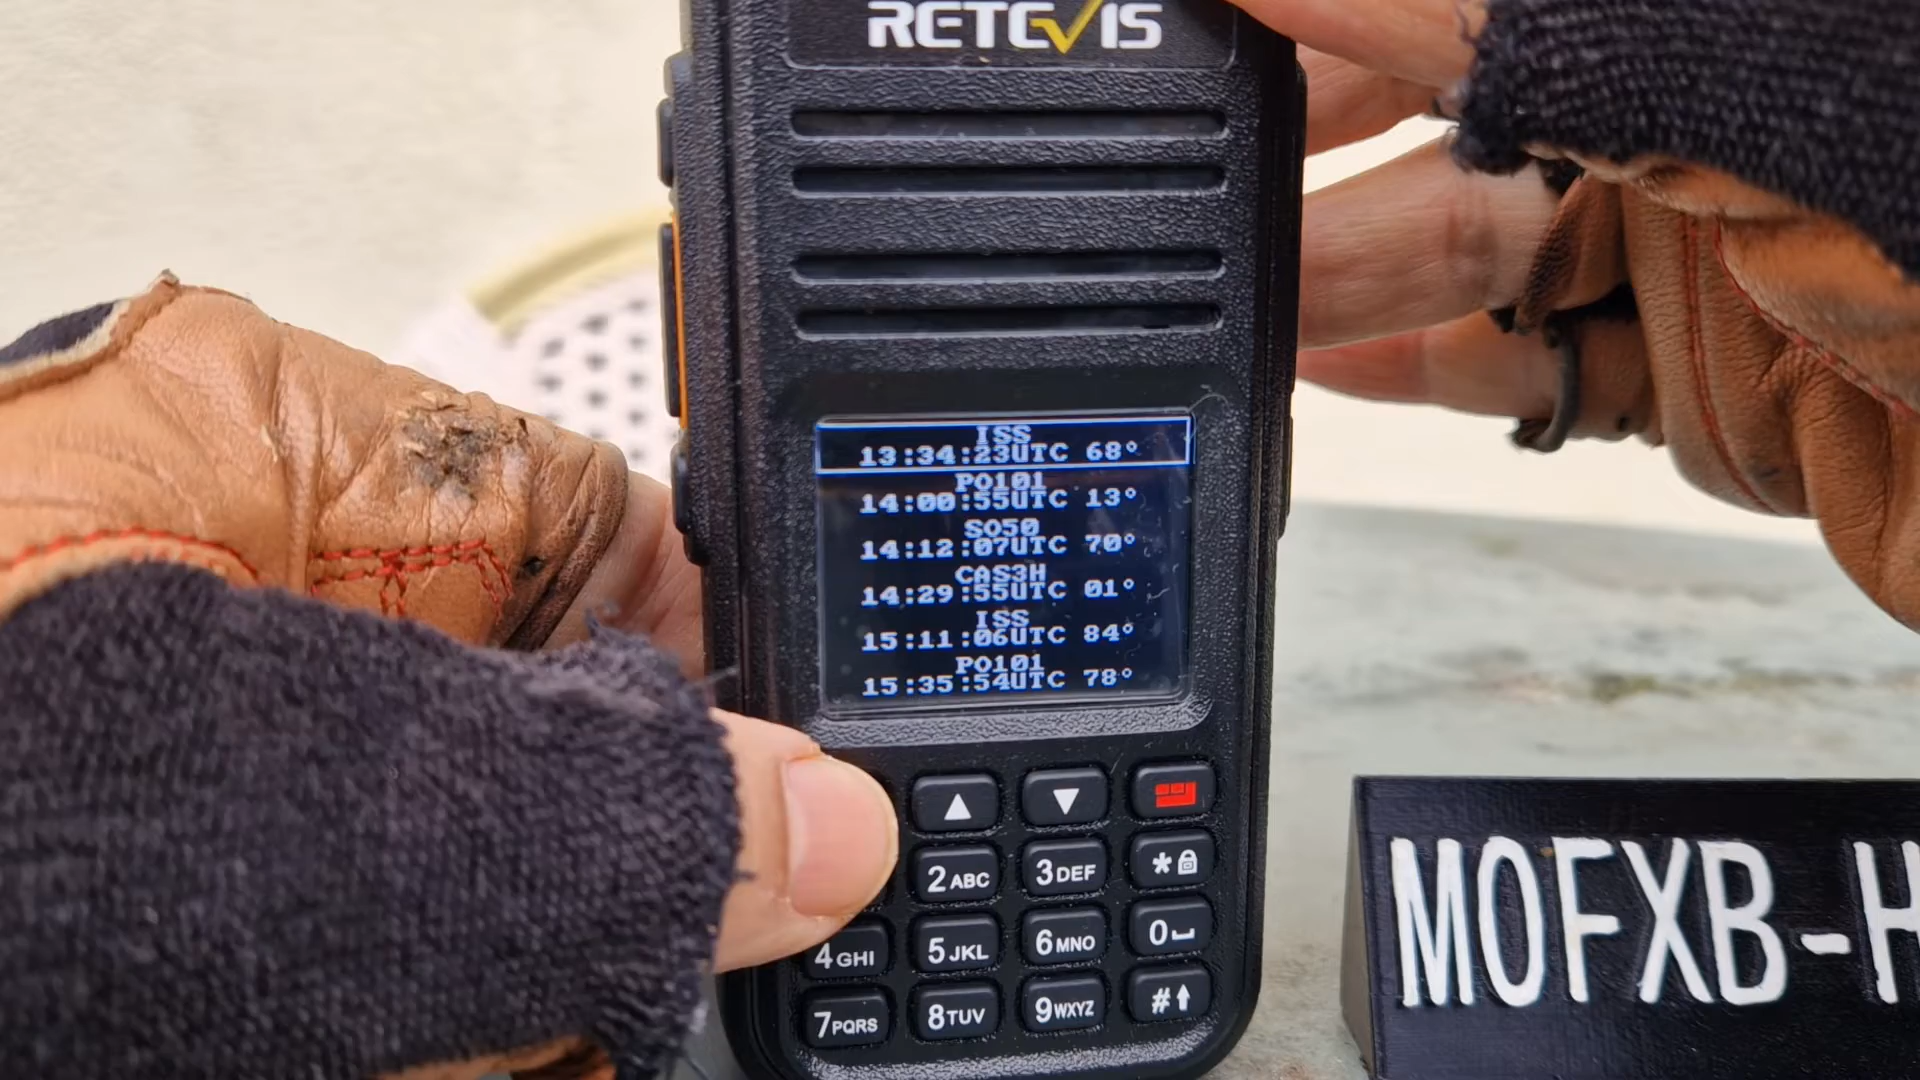 RETEVIS
ISS
13:34:23UTC 68°
PO101
14:00:55UTC 13°
SO50
14:12:07UTC 70°
CAS3H
14:29:55UTC 01°
ISS
15:11:06UTC 84°
PO101
15:35:54UTC 78°
▲ ▼
2ABC 3DEF *
4GHI 5JKL 6MNO 0
7PQRS 8TUV 9WXYZ #
M0FXB-H